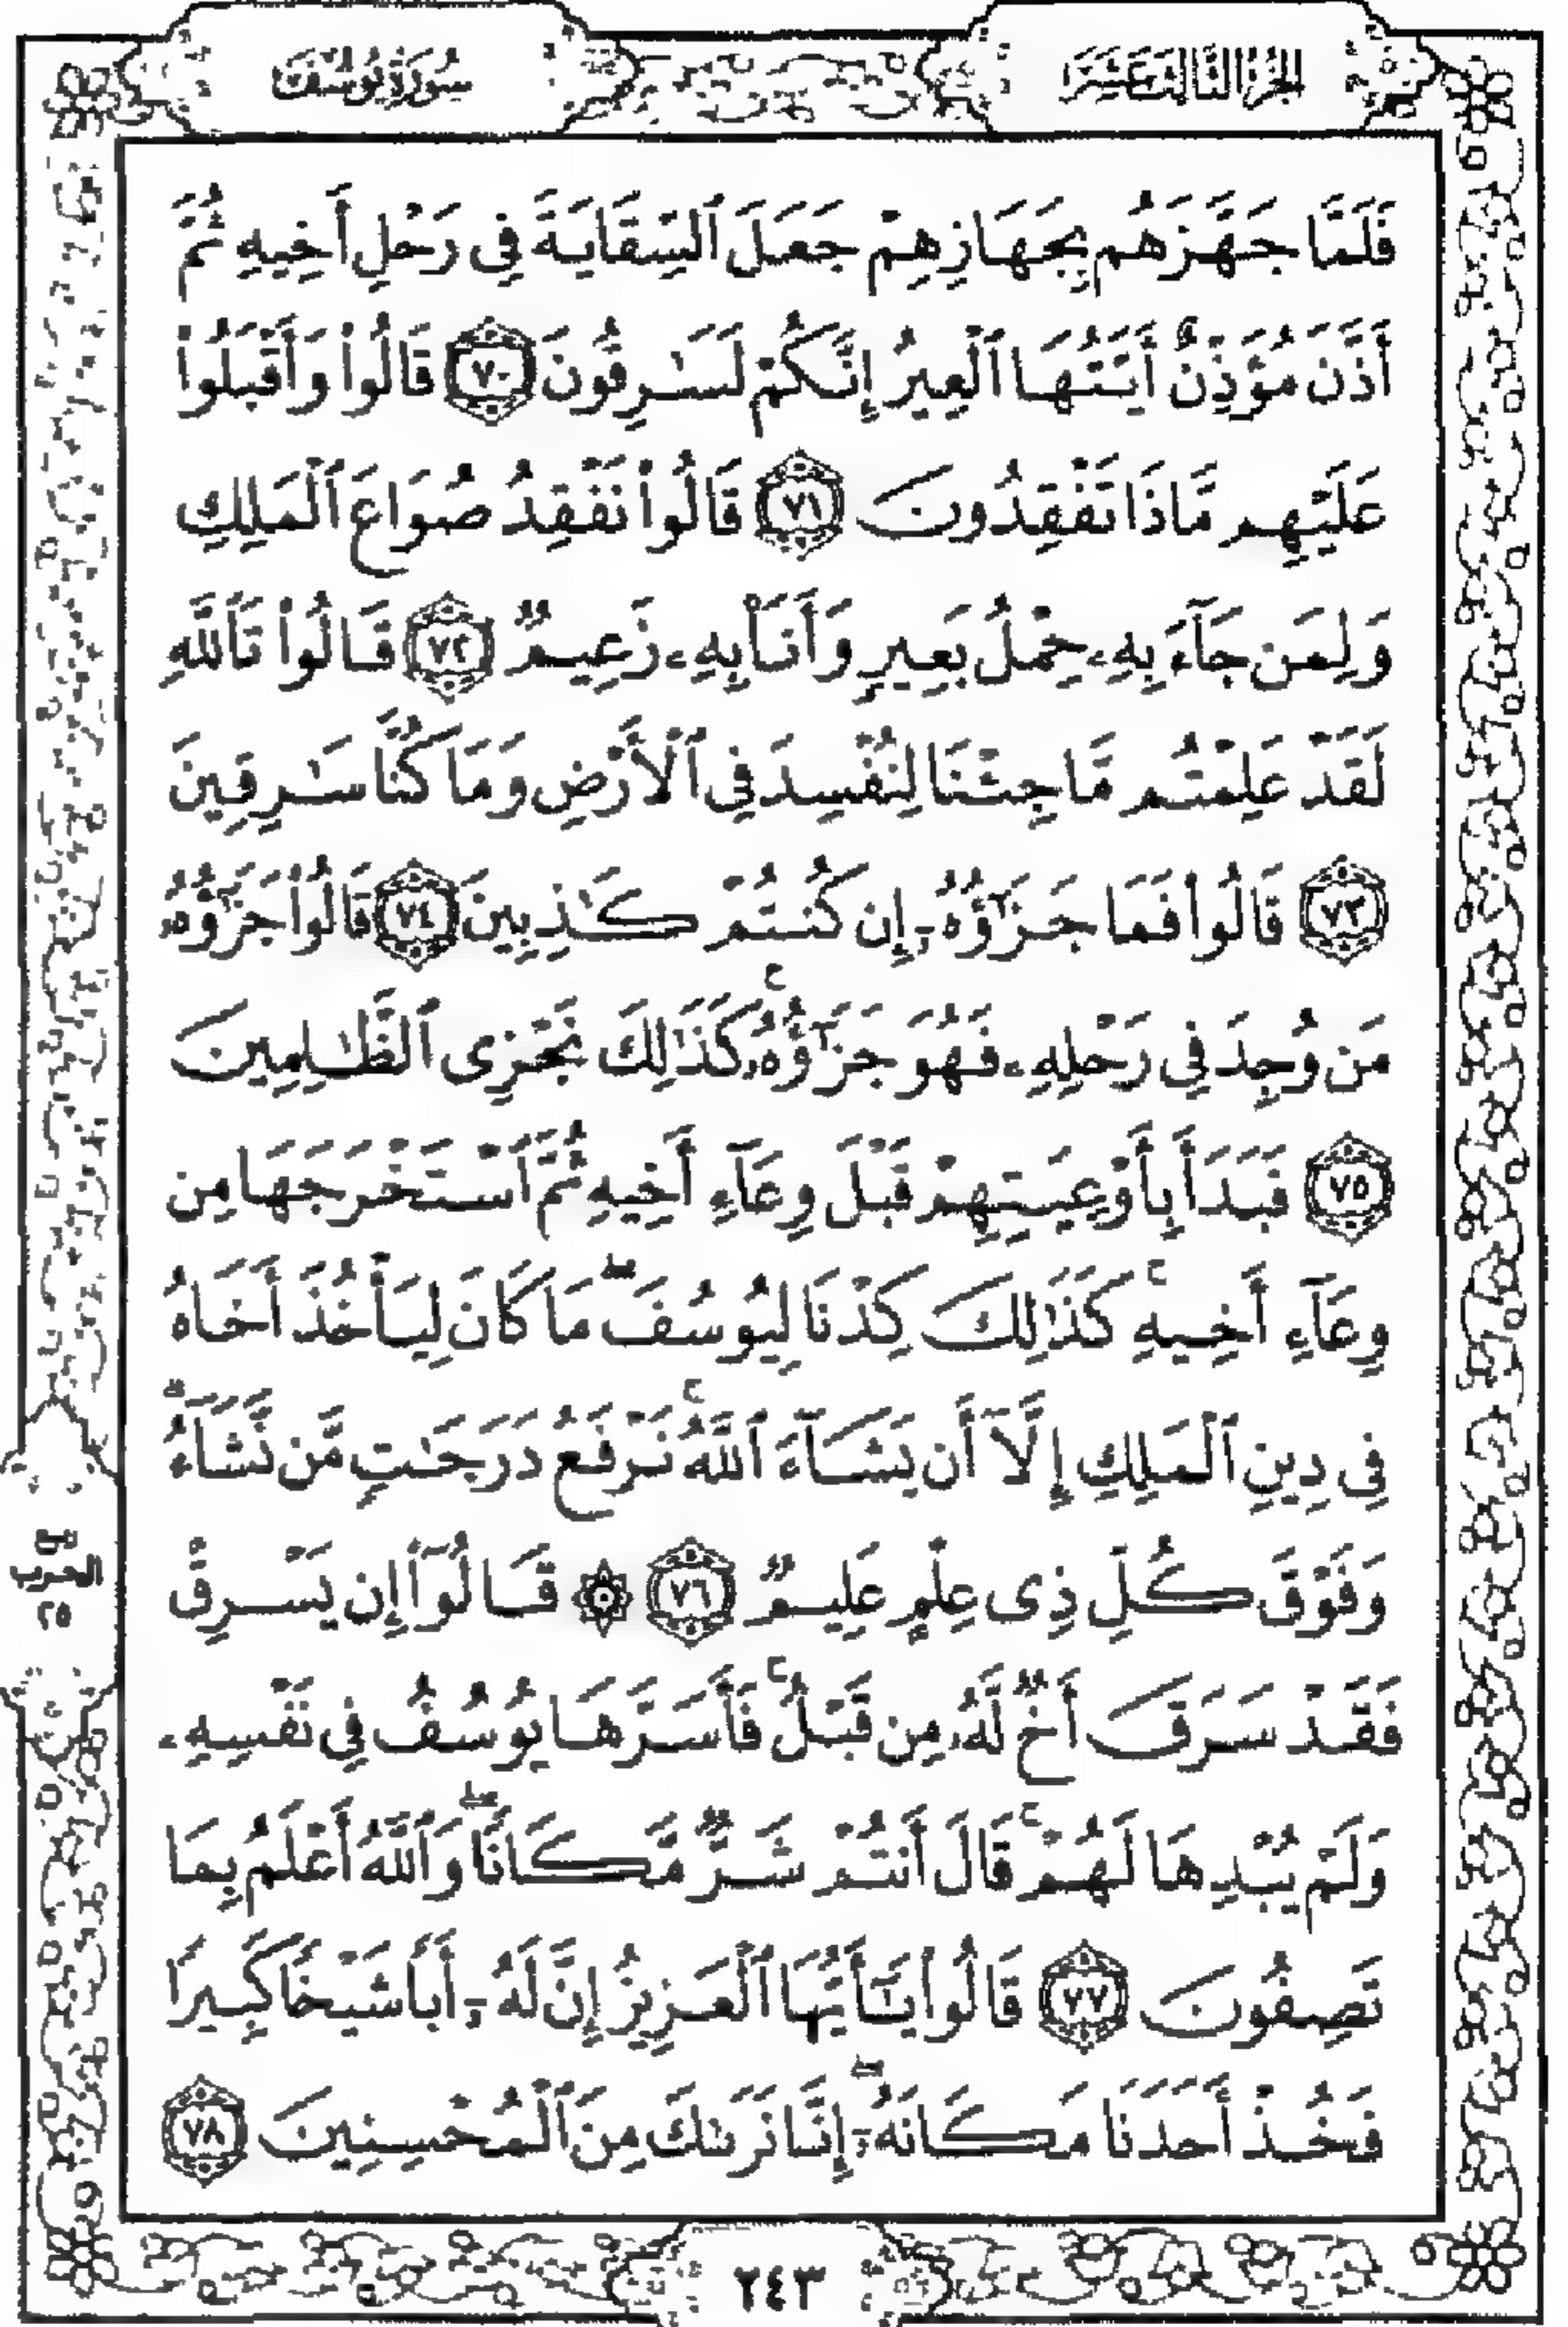 الجزء الثالث عشر
سورة يوسف
فَلَمَّا جَهَّزَهُم بِجَهَازِهِمْ جَعَلَ ٱلسِّقَايَةَ فِى رَحْلِ أَخِيهِ ثُمَّ
أَذَّنَ مُؤَذِّنٌ أَيَّتُهَا ٱلْعِيرُ إِنَّكُمْ لَسَـٰرِقُونَ ٧٠ قَالُوا۟ وَأَقْبَلُوا۟
عَلَيْهِم مَّاذَا تَفْقِدُونَ ٧١ قَالُوا۟ نَفْقِدُ صُوَاعَ ٱلْمَلِكِ
وَلِمَن جَآءَ بِهِۦ حِمْلُ بَعِيرٍ وَأَنَا۠ بِهِۦ زَعِيمٌ ٧٢ قَالُوا۟ تَٱللَّهِ
لَقَدْ عَلِمْتُم مَّا جِئْنَا لِنُفْسِدَ فِى ٱلْأَرْضِ وَمَا كُنَّا سَـٰرِقِينَ
٧٣ قَالُوا۟ فَمَا جَزَٰٓؤُهُۥٓ إِن كُنتُمْ كَـٰذِبِينَ ٧٤ قَالُوا۟ جَزَٰٓؤُهُۥ
مَن وُجِدَ فِى رَحْلِهِۦ فَهُوَ جَزَٰٓؤُهُۥ ۚ كَذَٰلِكَ نَجْزِى ٱلظَّـٰلِمِينَ
٧٥ فَبَدَأَ بِأَوْعِيَتِهِمْ قَبْلَ وِعَآءِ أَخِيهِ ثُمَّ ٱسْتَخْرَجَهَا مِن
وِعَآءِ أَخِيهِ ۚ كَذَٰلِكَ كِدْنَا لِيُوسُفَ ۖ مَا كَانَ لِيَأْخُذَ أَخَاهُ
فِى دِينِ ٱلْمَلِكِ إِلَّآ أَن يَشَآءَ ٱللَّهُ ۚ نَرْفَعُ دَرَجَـٰتٍ مَّن نَّشَآءُ ۗ
وَفَوْقَ كُلِّ ذِى عِلْمٍ عَلِيمٌ ٧٦ ۞ قَالُوٓا۟ إِن يَسْرِقْ
فَقَدْ سَرَقَ أَخٌ لَّهُۥ مِن قَبْلُ ۚ فَأَسَرَّهَا يُوسُفُ فِى نَفْسِهِۦ
وَلَمْ يُبْدِهَا لَهُمْ ۚ قَالَ أَنتُمْ شَرٌّ مَّكَانًا ۖ وَٱللَّهُ أَعْلَمُ بِمَا
تَصِفُونَ ٧٧ قَالُوا۟ يَـٰٓأَيُّهَا ٱلْعَزِيزُ إِنَّ لَهُۥٓ أَبًا شَيْخًا كَبِيرًا
فَخُذْ أَحَدَنَا مَكَانَهُۥٓ ۖ إِنَّا نَرَىٰكَ مِنَ ٱلْمُحْسِنِينَ ٧٨
الحزب
٢٥
٢٤٣